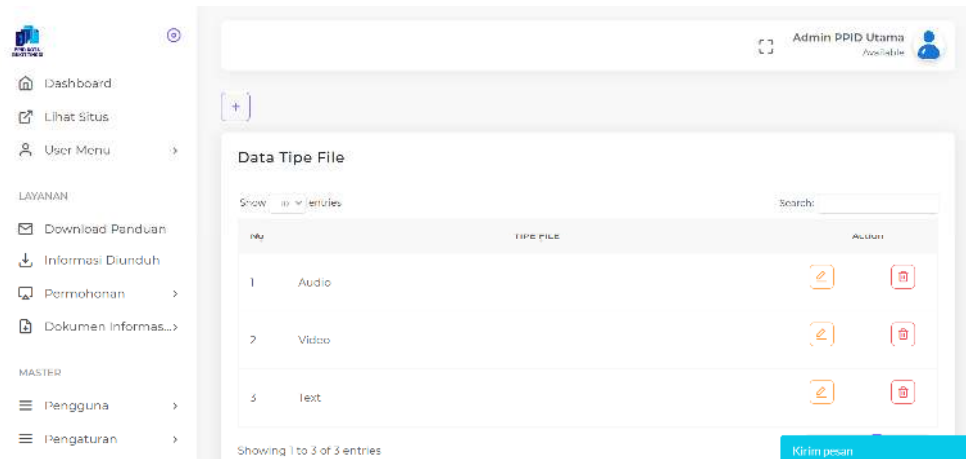 Admin PPID Utama
Available
Dashboard
Lihat Situs
User Menu
LAYANAN
Download Panduan
Informasi Diunduh
Permohonan
Dokumen Informas...
MASTER
Pengguna
Pengaturan
+
Data Tipe File
Show 10 entries
Search:
No TIPE FILE Action
1 Audio
2 Video
3 Text
Showing 1 to 3 of 3 entries
Kirim pesan